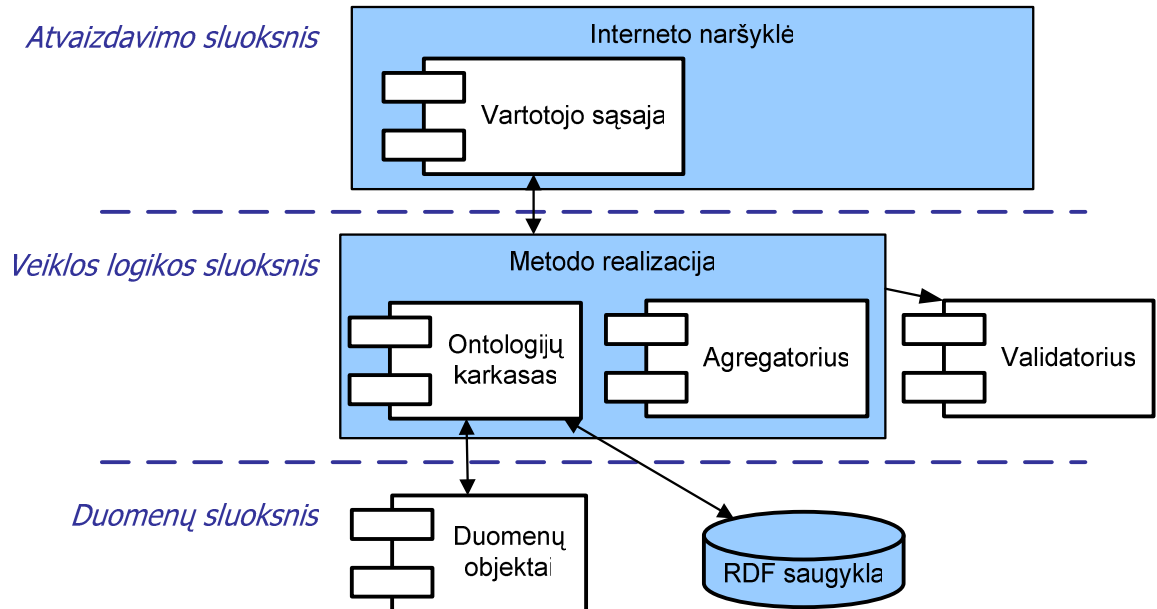 Atvaizdavimo sluoksnis
Interneto naršyklė
Vartotojo sąsaja
Veiklos logikos sluoksnis
Metodo realizacija
Ontologijų
karkasas
Agregatorius
Validatorius
Duomenų sluoksnis
Duomenų
objektai
RDF saugykla